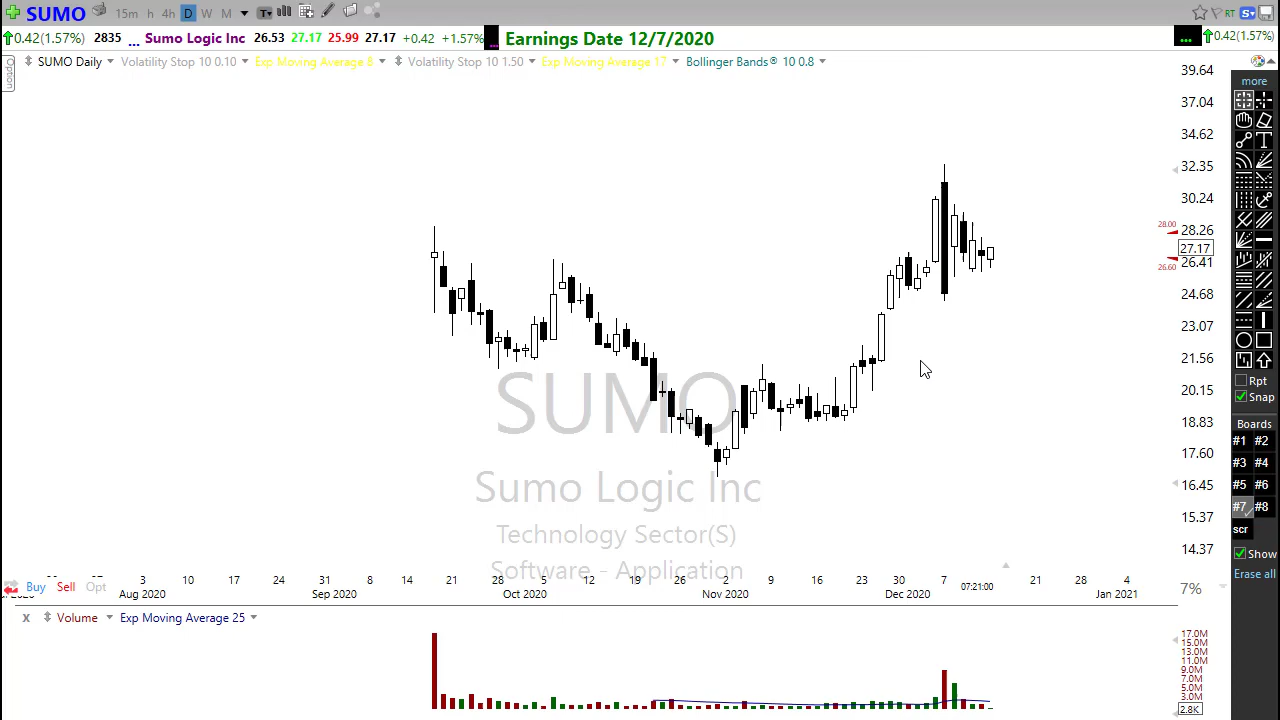 SUMO 15m h 4h D W M T RT S
0.42(1.57%) 2835 ... Sumo Logic Inc 26.53 27.17 25.99 27.17 +0.42 +1.57% ... Earnings Date 12/7/2020 ... 0.42(1.57%)
Option
SUMO Daily Volatility Stop 10 0.10 Exp Moving Average 8 Volatility Stop 10 1.50 Exp Moving Average 17 Bollinger Bands® 10 0.8
39.64
37.04
34.62
32.35
30.24
28.00
28.26
27.17
26.60
26.41
24.68
23.07
21.56
20.15
18.83
17.60
16.45
15.37
14.37
SUMO
Sumo Logic Inc
Technology Sector(S)
Software - Application
more
T
Rpt
Snap
Boards
#1 #2
#3 #4
#5 #6
#7 #8
scr
Show
Erase all
Buy Sell Opt
3 10 17 24 31 8 14 21 28 5 12 19 26 2 9 16 23 30 7 07:21:00 21 28 4
Aug 2020 Sep 2020 Oct 2020 Nov 2020 Dec 2020 Jan 2021
7%
x Volume Exp Moving Average 25
17.0M
15.0M
13.0M
11.0M
9.0M
7.0M
5.0M
3.0M
2.8K